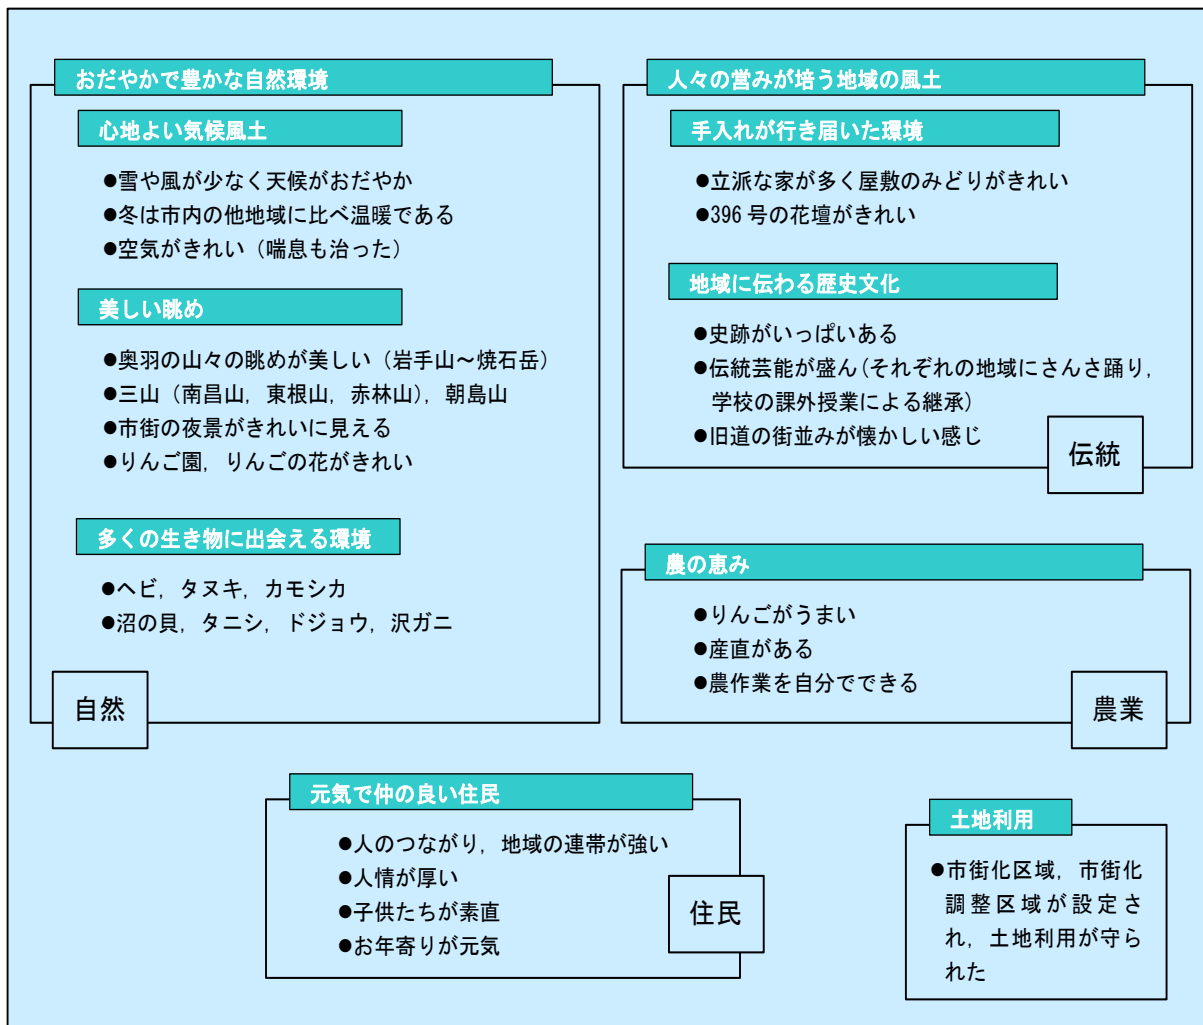 おだやかで豊かな自然環境
心地よい気候風土
●雪や風が少なく天候がおだやか
●冬は市内の他地域に比べ温暖である
●空気がきれい（喘息も治った）
美しい眺め
●奥羽の山々の眺めが美しい（岩手山～焼石岳）
●三山（南昌山，東根山，赤林山），朝島山
●市街の夜景がきれいに見える
●りんご園，りんごの花がきれい
多くの生き物に出会える環境
●ヘビ，タヌキ，カモシカ
●沼の貝，タニシ，ドジョウ，沢ガニ
自然
人々の営みが培う地域の風土
手入れが行き届いた環境
●立派な家が多く屋敷のみどりがきれい
●396 号の花壇がきれい
地域に伝わる歴史文化
●史跡がいっぱいある
●伝統芸能が盛ん（それぞれの地域にさんさ踊り，
学校の課外授業による継承）
●旧道の街並みが懐かしい感じ
伝統
農の恵み
●りんごがうまい
●産直がある
●農作業を自分でできる
農業
元気で仲の良い住民
●人のつながり，地域の連帯が強い
●人情が厚い
●子供たちが素直
●お年寄りが元気
住民
土地利用
●市街化区域，市街化
調整区域が設定さ
れ，土地利用が守ら
れた